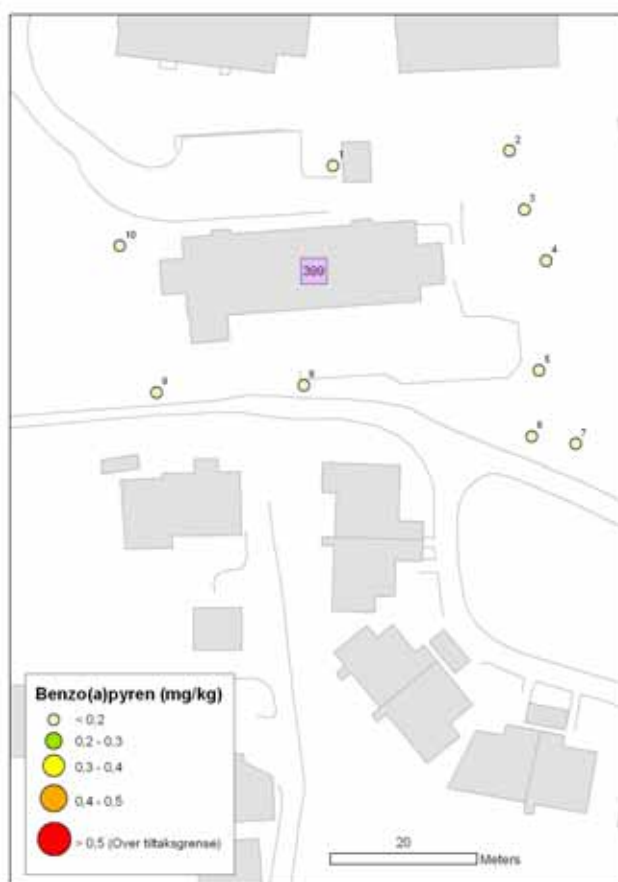 1
2
3
10
4
399
5
9
8
6
7
Benzo(a)pyren (mg/kg)
< 0.2
0,2 - 0,3
0,3 - 0,4
0,4 - 0,5
> 0.5 (Over tiltaksgrense)
20
Meters